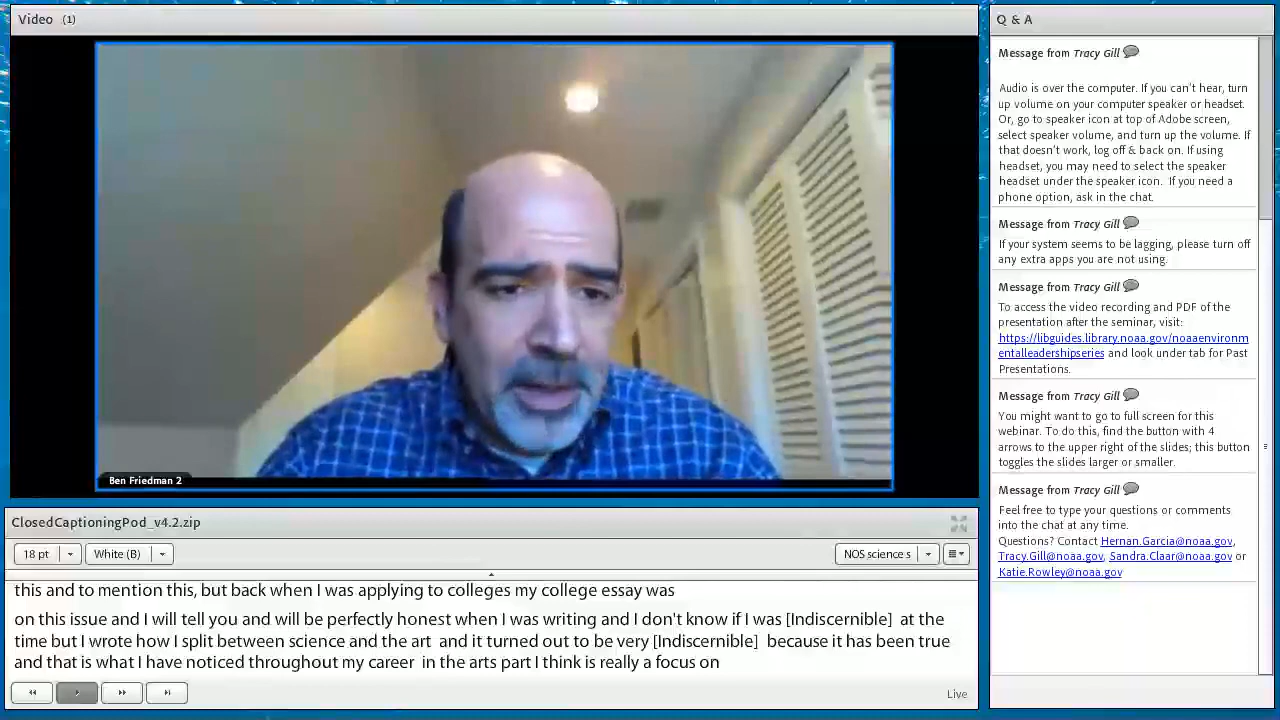 Video (1)
Ben Friedman 2
ClosedCaptioningPod_v4.2.zip
18 pt
White (B)
NOS science s
this and to mention this, but back when I was applying to colleges my college essay was
on this issue and I will tell you and will be perfectly honest when I was writing and I don't know if I was [Indiscernible] at the
time but I wrote how I split between science and the art and it turned out to be very [Indiscernible] because it has been true
and that is what I have noticed throughout my career in the arts part I think is really a focus on
Live
Q & A
Message from Tracy Gill
Audio is over the computer. If you can't hear, turn
up volume on your computer speaker or headset.
Or, go to speaker icon at top of Adobe screen,
select speaker volume, and turn up the volume. If
that doesn't work, log off & back on. If using
headset, you may need to select the speaker
headset under the speaker icon. If you need a
phone option, ask in the chat.
Message from Tracy Gill
If your system seems to be lagging, please turn off
any extra apps you are not using.
Message from Tracy Gill
To access the video recording and PDF of the
presentation after the seminar, visit:
https://libguides.library.noaa.gov/noaaenvironm
entalleadershipseries and look under tab for Past
Presentations.
Message from Tracy Gill
You might want to go to full screen for this
webinar. To do this, find the button with 4
arrows to the upper right of the slides; this button
toggles the slides larger or smaller.
Message from Tracy Gill
Feel free to type your questions or comments
into the chat at any time.
Questions? Contact Hernan.Garcia@noaa.gov,
Tracy.Gill@noaa.gov, Sandra.Claar@noaa.gov or
Katie.Rowley@noaa.gov